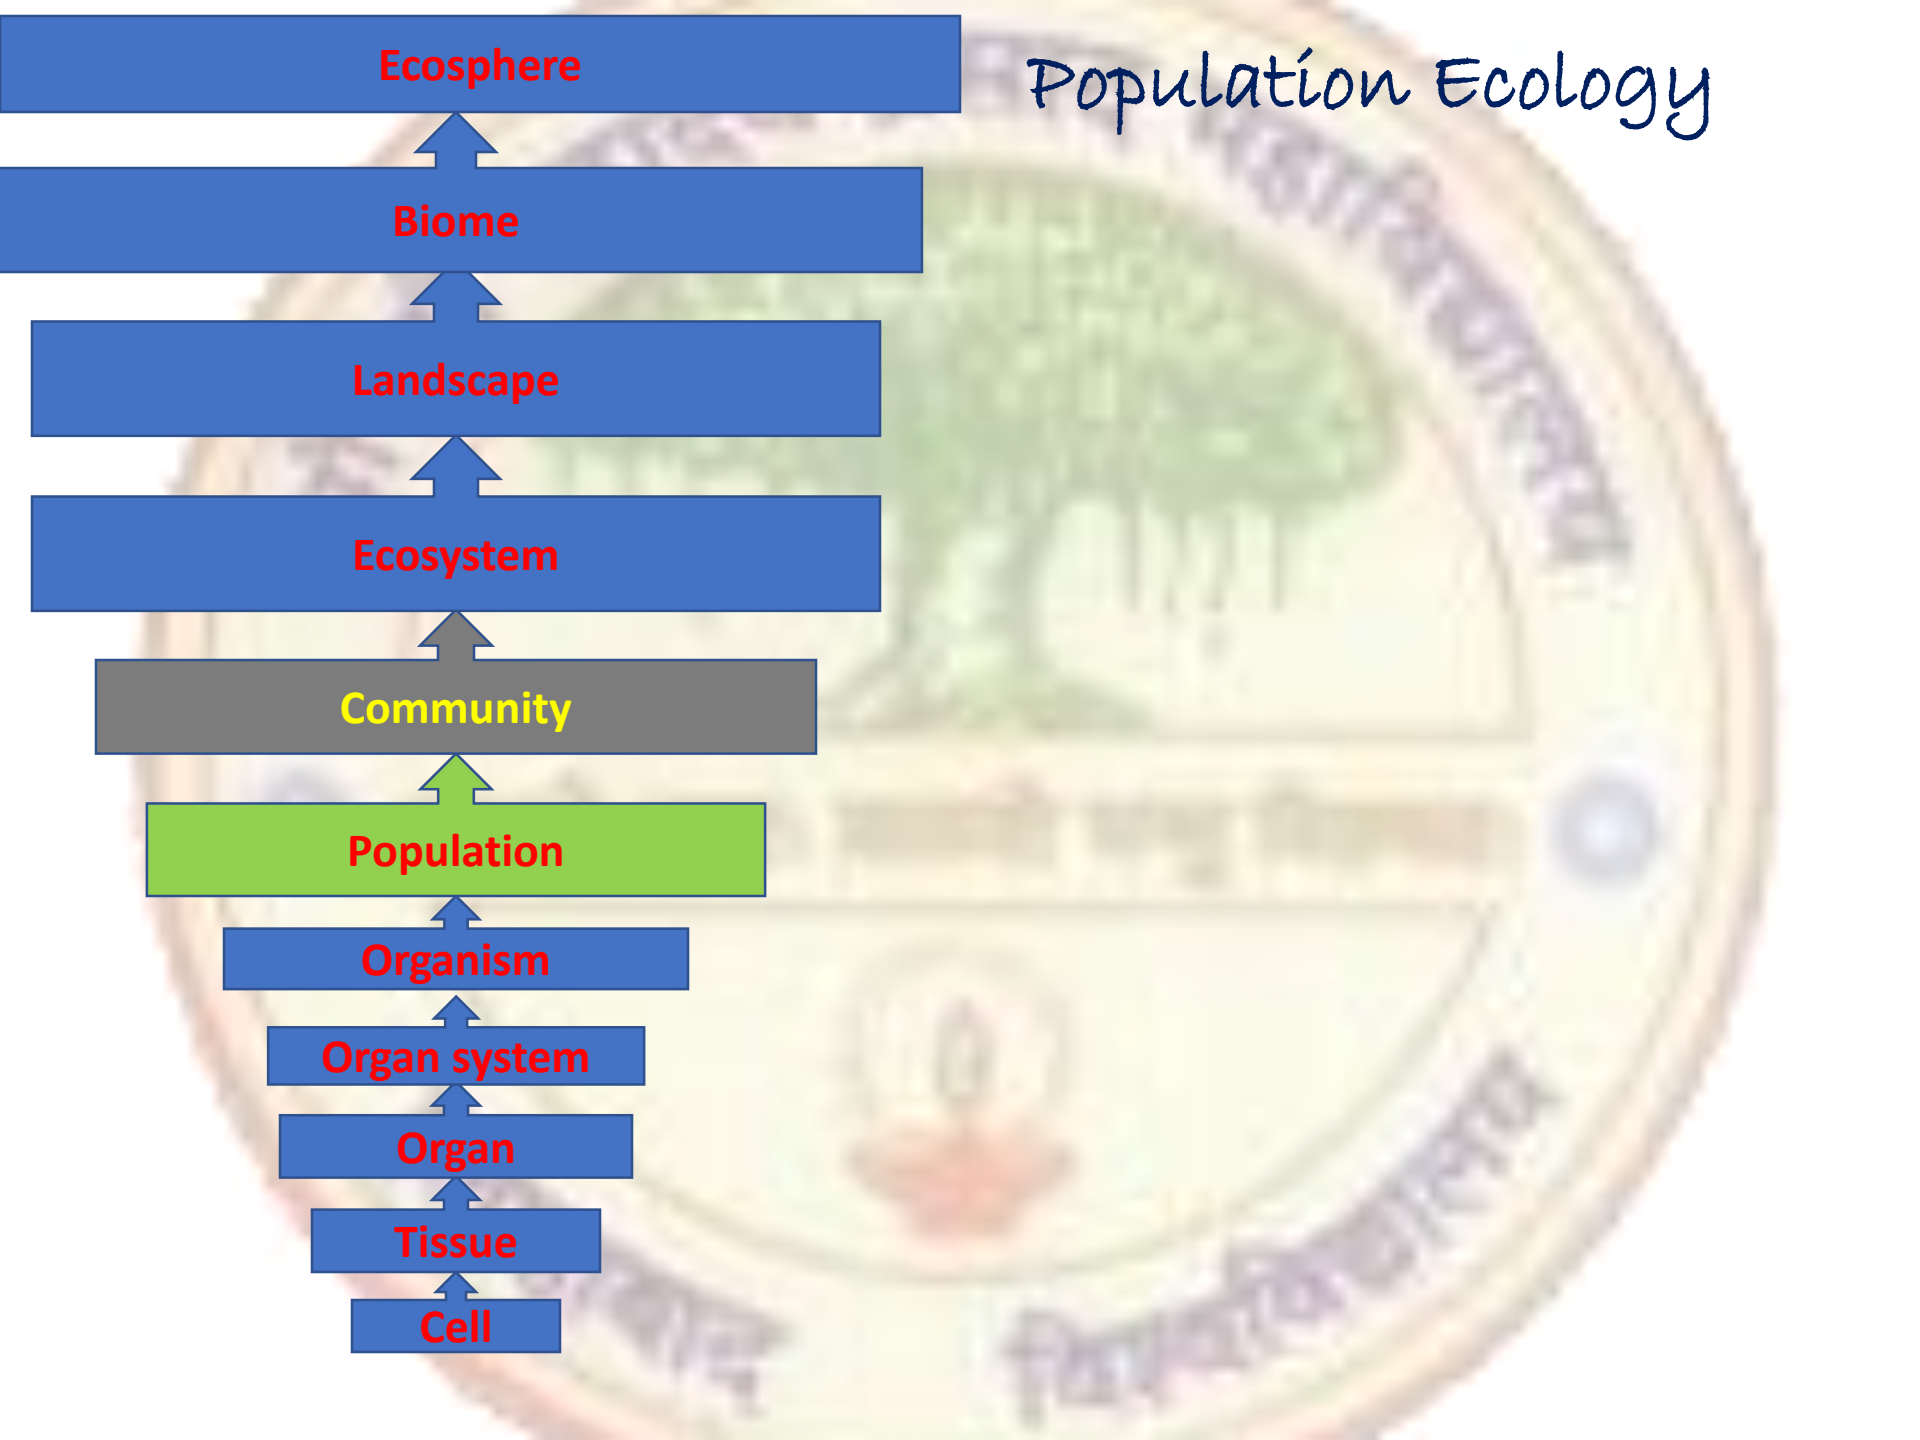 Population Ecology
Ecosphere
Biome
Landscape
Ecosystem
Community
Population
Organism
Organ system
Organ
Tissue
Cell